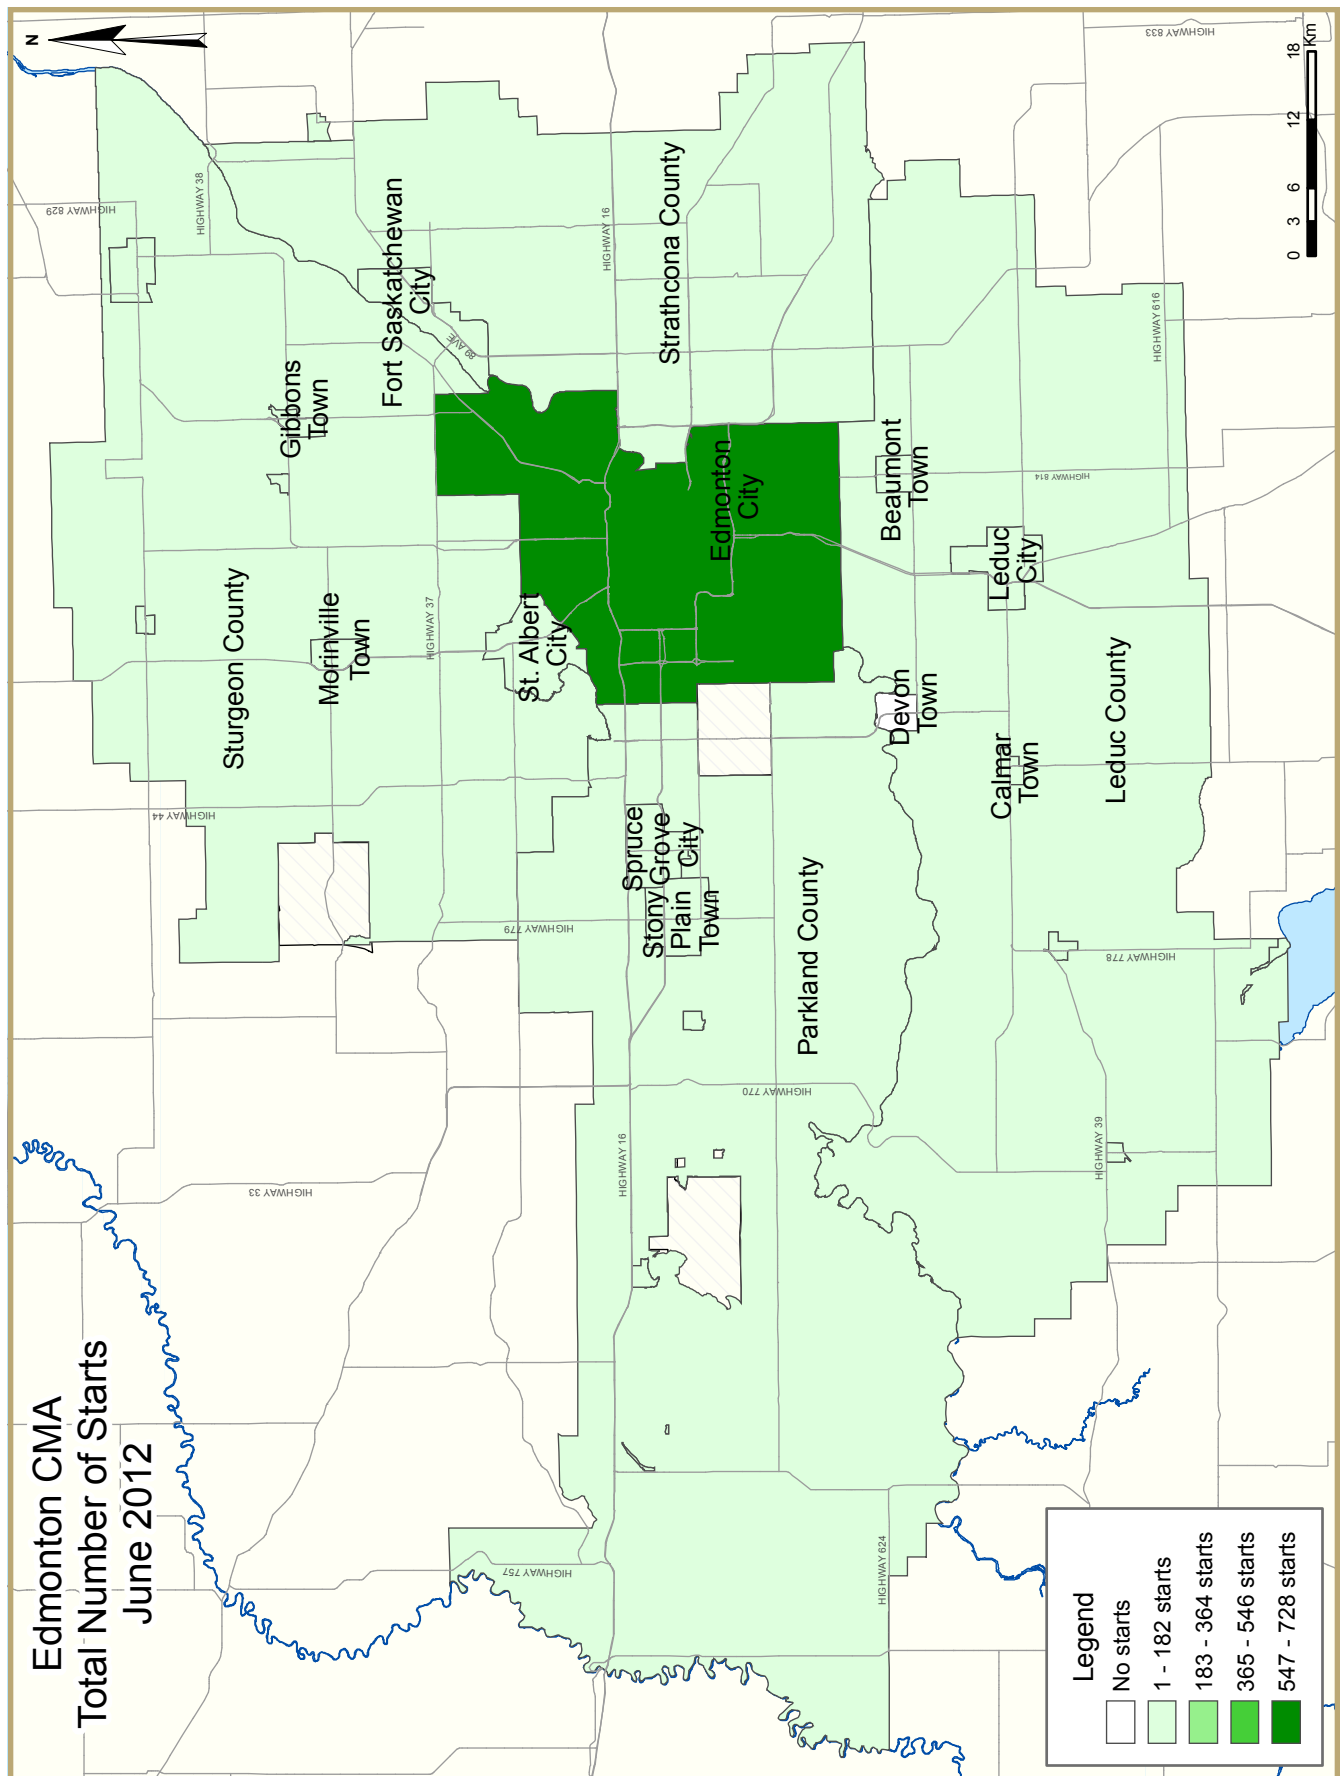 Edmonton CMA
Total Number of Starts
June 2012
N
HIGHWAY 829
HIGHWAY 38
HIGHWAY 833
Fort Saskatchewan
City
89 AVE
Gibbons
Town
Sturgeon County
Morinville
Town
HIGHWAY 37
HIGHWAY 44
HIGHWAY 779
St. Albert
City
HIGHWAY 16
Strathcona County
Edmonton
City
Spruce
Grove
City
Stony
Plain
Town
Parkland County
HIGHWAY 770
HIGHWAY 16
HIGHWAY 33
HIGHWAY 757
HIGHWAY 624
Beaumont
Town
HIGHWAY 814
HIGHWAY 616
Leduc
City
Devon
Town
Calmar
Town
Leduc County
HIGHWAY 778
HIGHWAY 39
0 3 6 12 18
Km
Legend
No starts
1 - 182 starts
183 - 364 starts
365 - 546 starts
547 - 728 starts